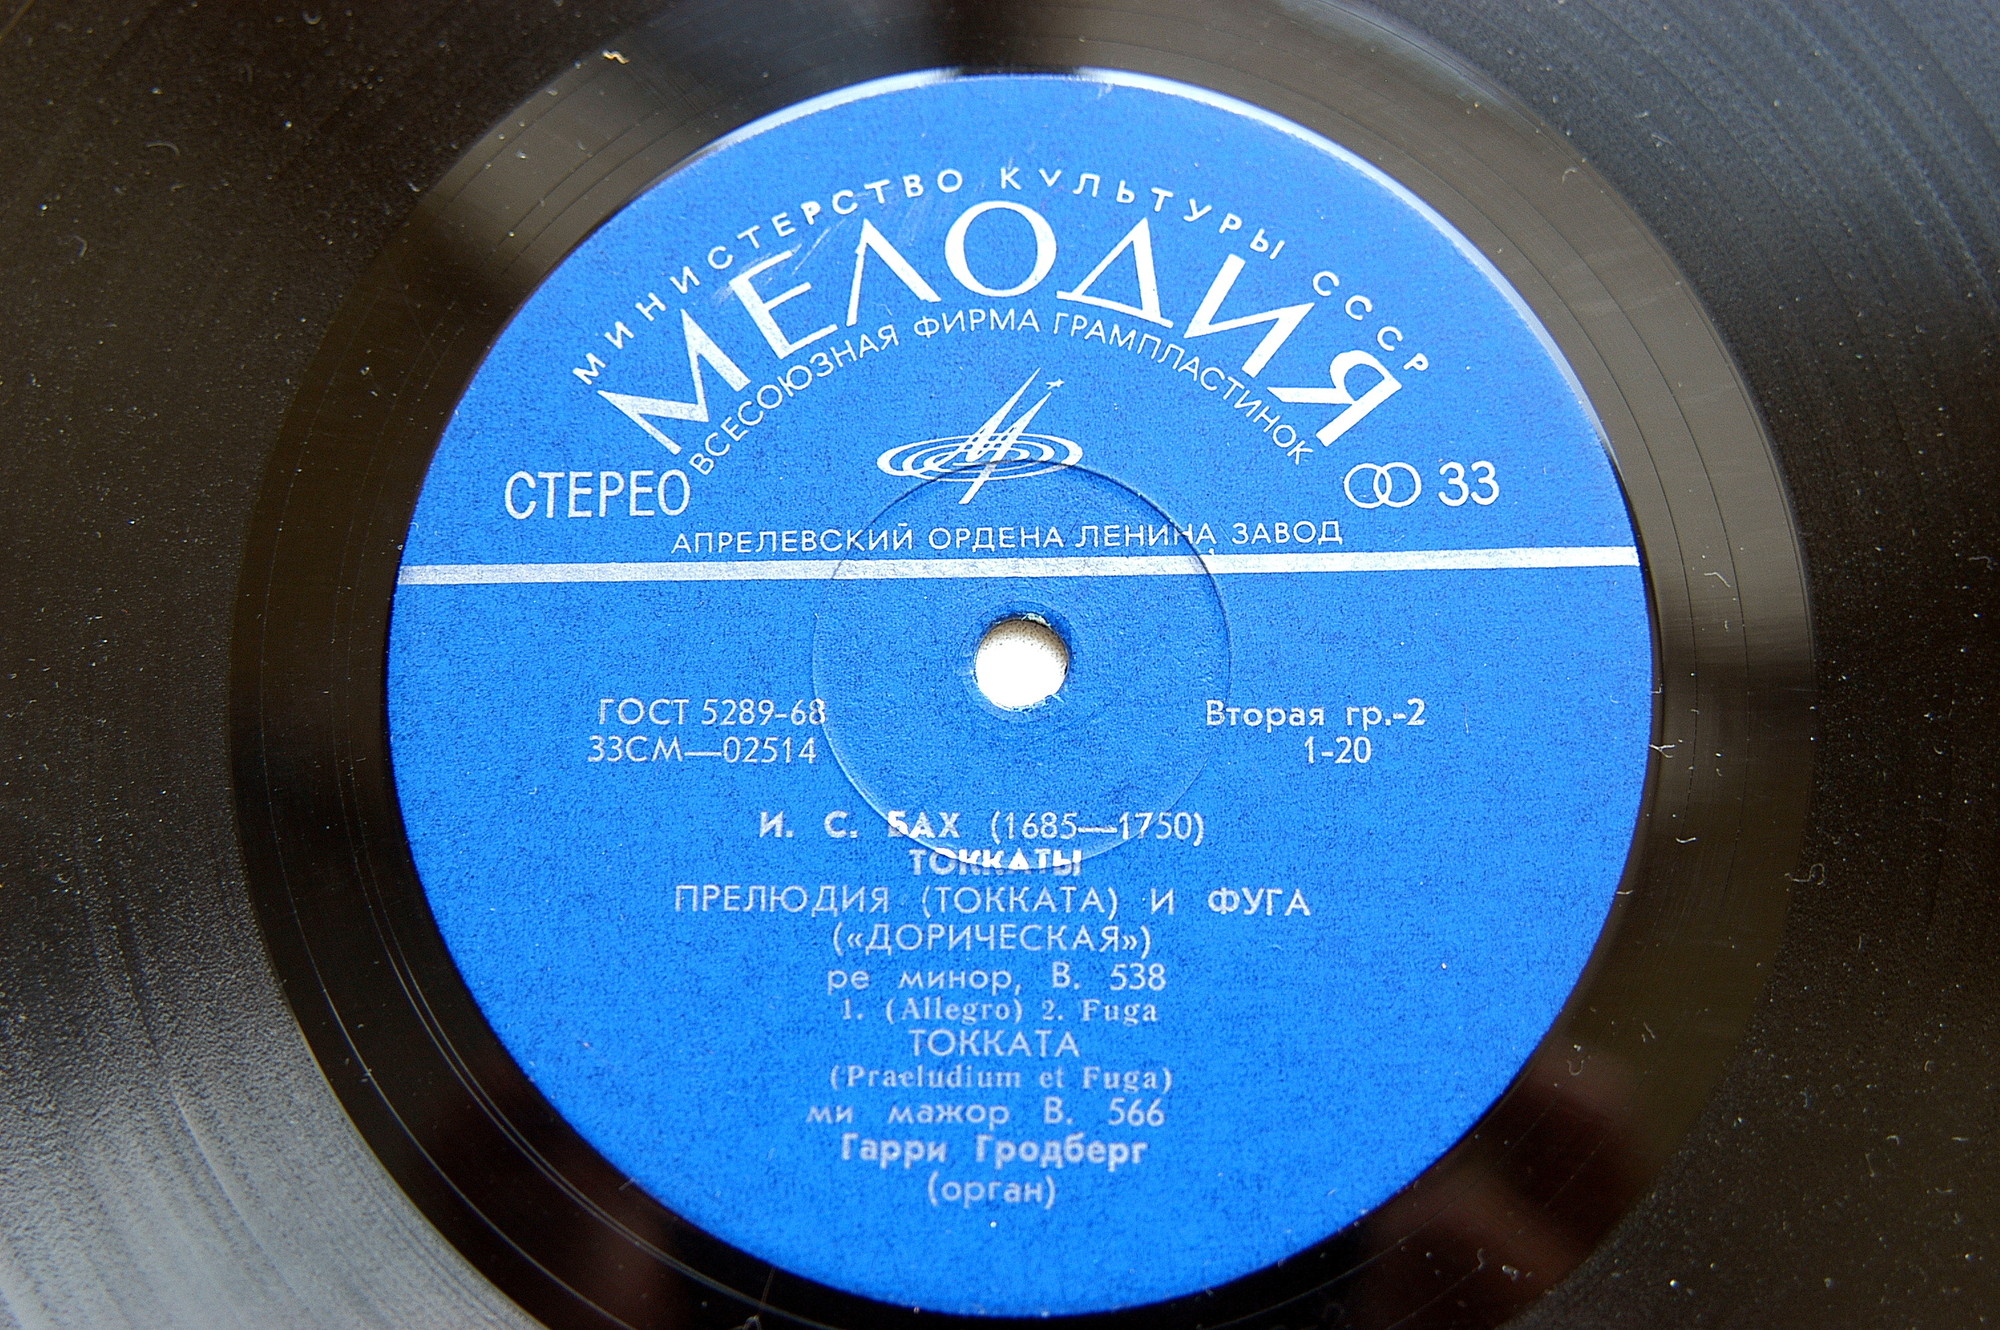 МИНИСТЕРСТВО КУЛЬТУРЫ СССР
МЕЛОДИЯ
ВСЕСОЮЗНАЯ ФИРМА ГРАМПЛАСТИНОК
СТЕРЕО 33
АПРЕЛЕВСКИЙ ОРДЕНА ЛЕНИНА ЗАВОД
ГОСТ 5289-68 Вторая гр.-2
33СМ—02514 1-20
И. С. БАХ (1685—1750)
ТОККАТЫ
ПРЕЛЮДИЯ (ТОККАТА) И ФУГА
(«ДОРИЧЕСКАЯ»)
ре минор, В. 538
1. (Allegro) 2. Fuga
ТОККАТА
(Praeludium et Fuga)
ми мажор В. 566
Гарри Гродберг
(орган)